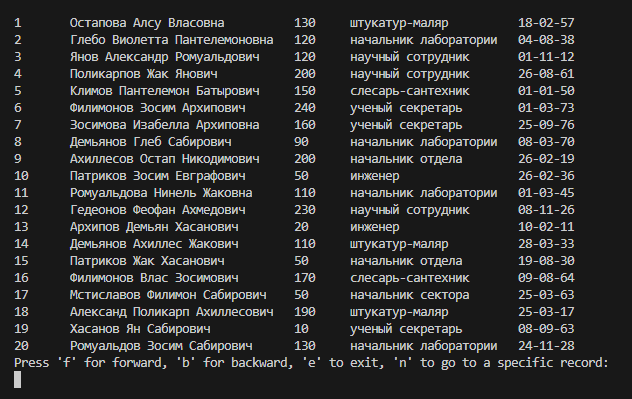 1 Остапова Алсу Власовна 130 штукатур-маляр 18-02-57
2 Глебо Виолетта Пантелемоновна 120 начальник лаборатории 04-08-38
3 Янов Александр Ромуальдович 120 научный сотрудник 01-11-12
4 Поликарпов Жак Янович 200 научный сотрудник 26-08-61
5 Климов Пантелемон Батырович 150 слесарь-сантехник 01-01-50
6 Филимонов Зосим Архипович 240 ученый секретарь 01-03-73
7 Зосимова Изабелла Архиповна 160 ученый секретарь 25-09-76
8 Демьянов Глеб Сабирович 90 начальник лаборатории 08-03-70
9 Ахиллесов Остап Никодимович 200 начальник отдела 26-02-19
10 Патриков Зосим Евграфович 50 инженер 26-02-36
11 Ромуальдова Нинель Жаковна 110 начальник лаборатории 01-03-45
12 Гедеонов Феофан Ахмедович 230 научный сотрудник 08-11-26
13 Архипов Демьян Хасанович 20 инженер 10-02-11
14 Демьянов Ахиллес Жакович 110 штукатур-маляр 28-03-33
15 Патриков Жак Хасанович 50 начальник отдела 19-08-30
16 Филимонов Влас Зосимович 170 слесарь-сантехник 09-08-64
17 Мстиславов Филимон Сабирович 50 начальник сектора 25-03-63
18 Александ Поликарп Ахиллесович 190 штукатур-маляр 25-03-17
19 Хасанов Ян Сабирович 10 ученый секретарь 08-09-63
20 Ромуальдов Зосим Сабирович 130 начальник лаборатории 24-11-28
Press 'f' for forward, 'b' for backward, 'e' to exit, 'n' to go to a specific record: